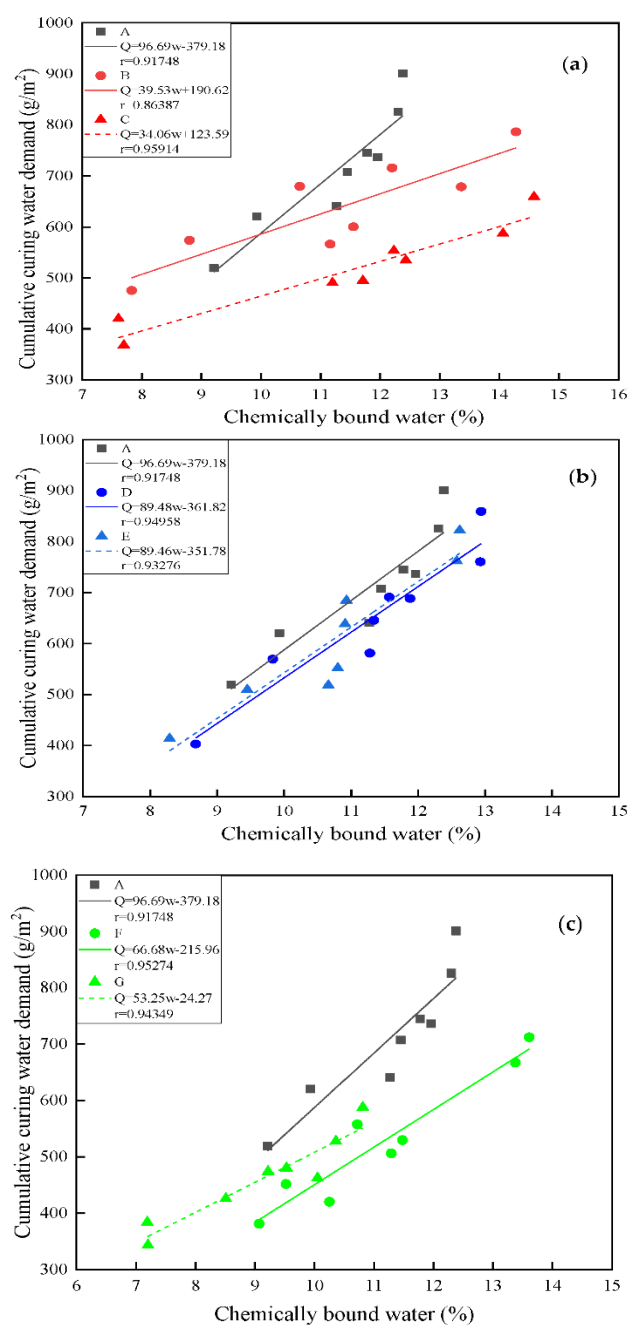 1000
900
800
700
600
500
400
300
Cumulative curing water demand (g/m²)
A
Q=96.69w-379.18
r=0.91748
B
Q=39.53w+190.62
r=0.86387
C
Q=34.06w+123.59
r=0.95914
(a)
7 8 9 10 11 12 13 14 15 16
Chemically bound water (%)
1000
900
800
700
600
500
400
300
Cumulative curing water demand (g/m²)
A
Q=96.69w-379.18
r=0.91748
D
Q=89.48w-361.82
r=0.94958
E
Q=89.46w-351.78
r=0.93276
(b)
7 8 9 10 11 12 13 14 15
Chemically bound water (%)
1000
900
800
700
600
500
400
300
Cumulative curing water demand (g/m²)
A
Q=96.69w-379.18
r=0.91748
F
Q=66.68w-215.96
r=0.95274
G
Q=53.25w-24.27
r=0.94349
(c)
6 7 8 9 10 11 12 13 14 15
Chemically bound water (%)